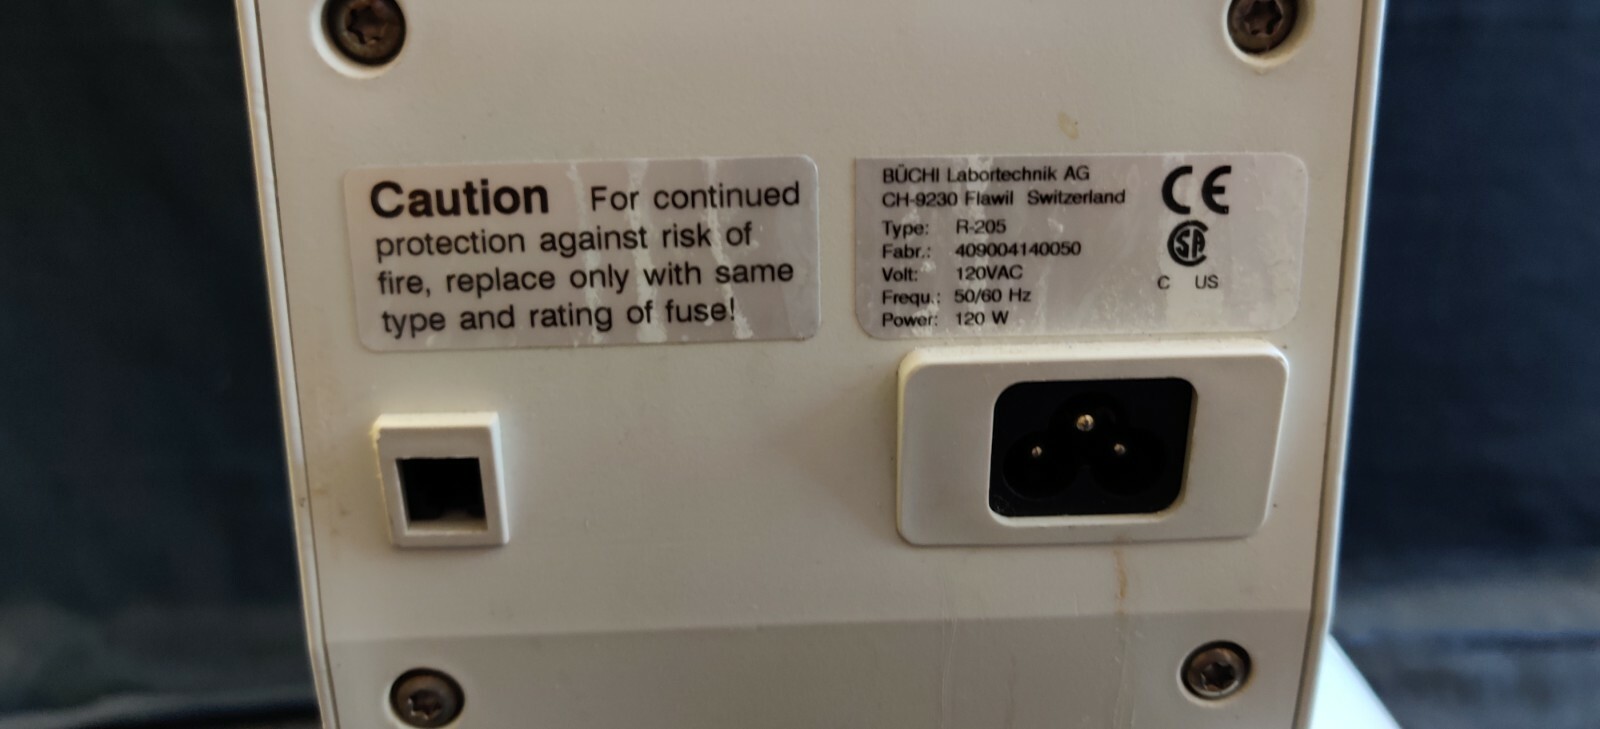 Caution For continued
protection against risk of
fire, replace only with same
type and rating of fuse!
BÜCHI Labortechnik AG
CH-9230 Flawil Switzerland
Type: R-205
Fabr.: 409004140050
Volt: 120VAC
Frequ.: 50/60 Hz
Power: 120 W
CE
SA
C US